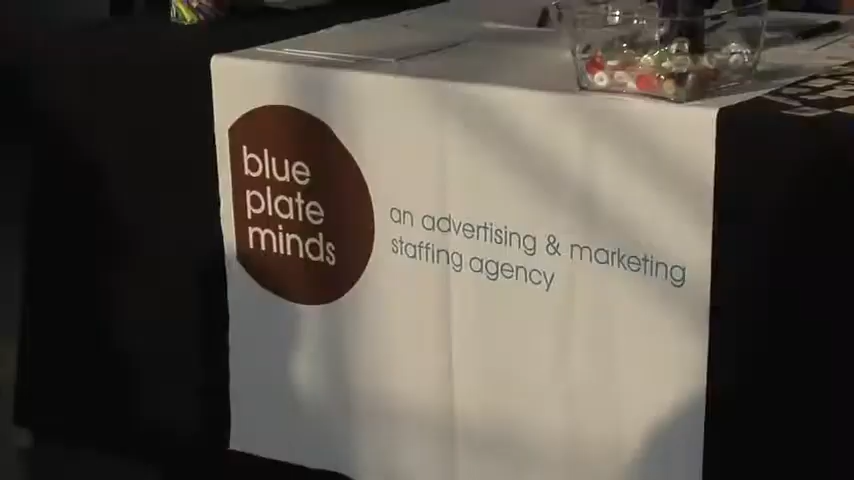 blue
plate
minds
an advertising & marketing
staffing agency